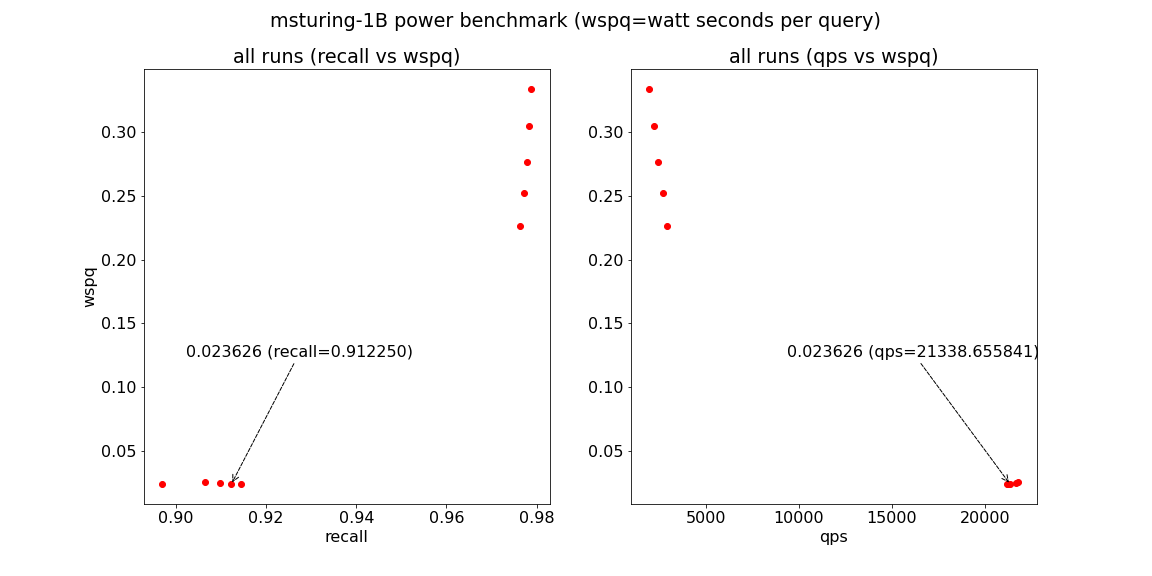 msturing-1B power benchmark (wspq=watt seconds per query)
all runs (recall vs wspq)
wspq
0.30
0.25
0.20
0.15
0.10
0.05
0.023626 (recall=0.912250)
0.90 0.92 0.94 0.96 0.98
recall
all runs (qps vs wspq)
0.30
0.25
0.20
0.15
0.10
0.05
0.023626 (qps=21338.655841)
5000 10000 15000 20000
qps